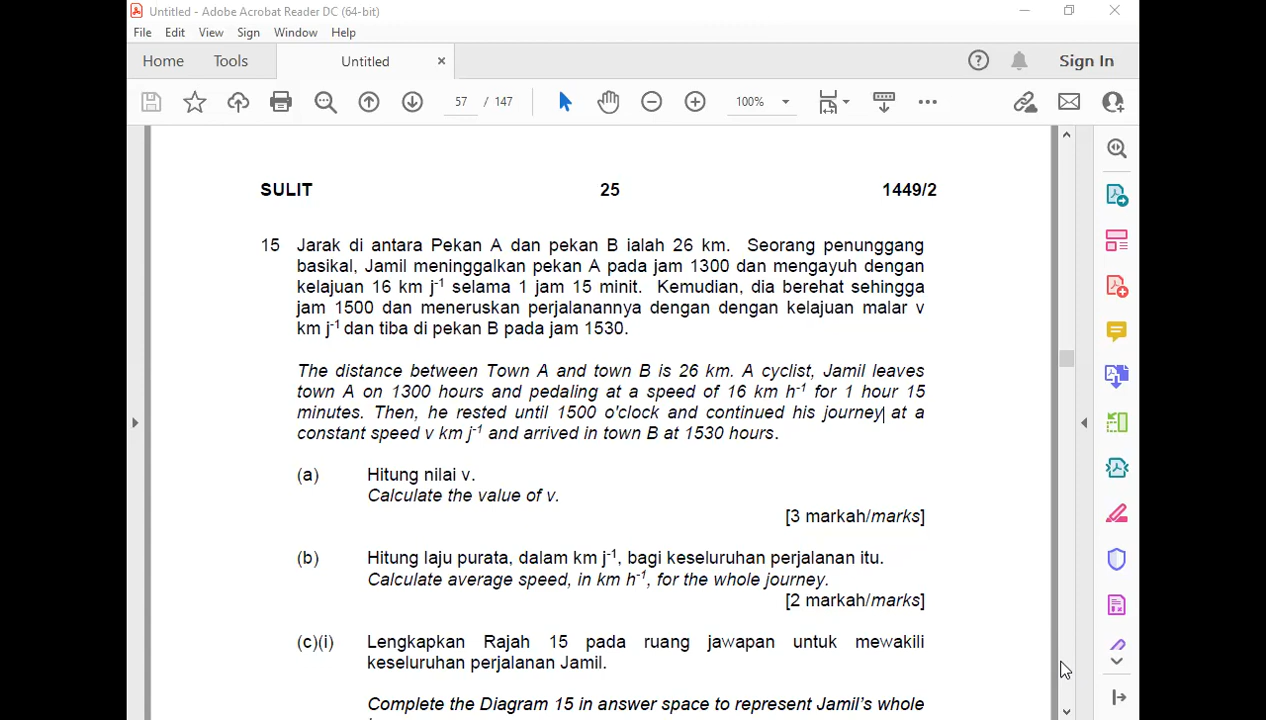 Untitled - Adobe Acrobat Reader DC (64-bit)
File Edit View Sign Window Help
Home Tools Untitled × ? Sign In
57 / 147 100%
SULIT 25 1449/2
15 Jarak di antara Pekan A dan pekan B ialah 26 km. Seorang penunggang
basikal, Jamil meninggalkan pekan A pada jam 1300 dan mengayuh dengan
kelajuan 16 km j-1 selama 1 jam 15 minit. Kemudian, dia berehat sehingga
jam 1500 dan meneruskan perjalanannya dengan dengan kelajuan malar v
km j-1 dan tiba di pekan B pada jam 1530.
The distance between Town A and town B is 26 km. A cyclist, Jamil leaves
town A on 1300 hours and pedaling at a speed of 16 km h-1 for 1 hour 15
minutes. Then, he rested until 1500 o'clock and continued his journey at a
constant speed v km j-1 and arrived in town B at 1530 hours.
(a) Hitung nilai v.
Calculate the value of v.
[3 markah/marks]
(b) Hitung laju purata, dalam km j-1, bagi keseluruhan perjalanan itu.
Calculate average speed, in km h-1, for the whole journey.
[2 markah/marks]
(c)(i) Lengkapkan Rajah 15 pada ruang jawapan untuk mewakili
keseluruhan perjalanan Jamil.
Complete the Diagram 15 in answer space to represent Jamil's whole